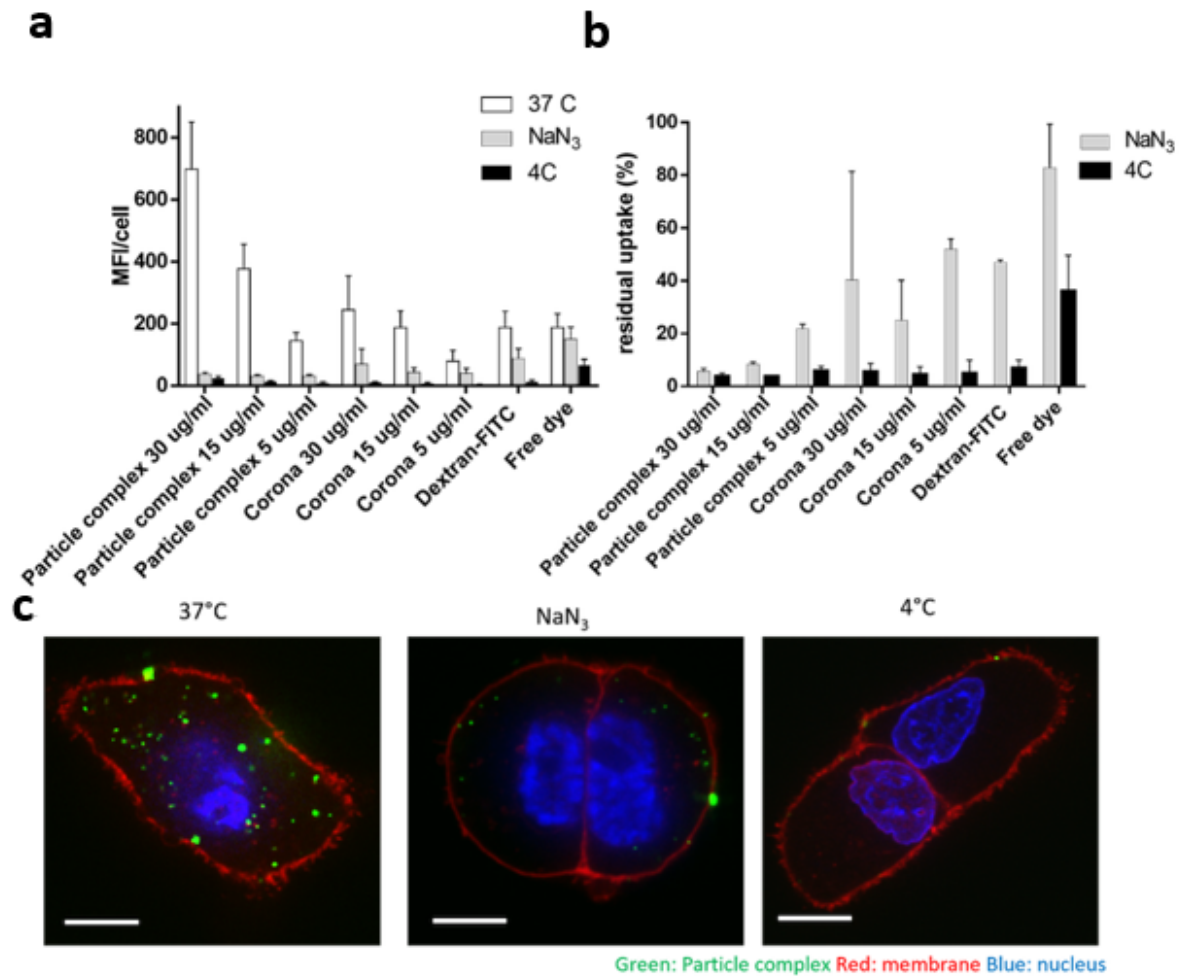 a
b
37 C
NaN₃
4C
800
600
400
200
0
MFI/cell
Particle complex 30 ug/ml
Particle complex 15 ug/ml
Particle complex 5 ug/ml
Corona 30 ug/ml
Corona 15 ug/ml
Corona 5 ug/ml
Dextran-FITC
Free dye
NaN₃
4C
100
80
60
40
20
0
residual uptake (%)
Particle complex 30 ug/ml
Particle complex 15 ug/ml
Particle complex 5 ug/ml
Corona 30 ug/ml
Corona 15 ug/ml
Corona 5 ug/ml
Dextran-FITC
Free dye
c
37°C
NaN₃
4°C
Green: Particle complex Red: membrane Blue: nucleus